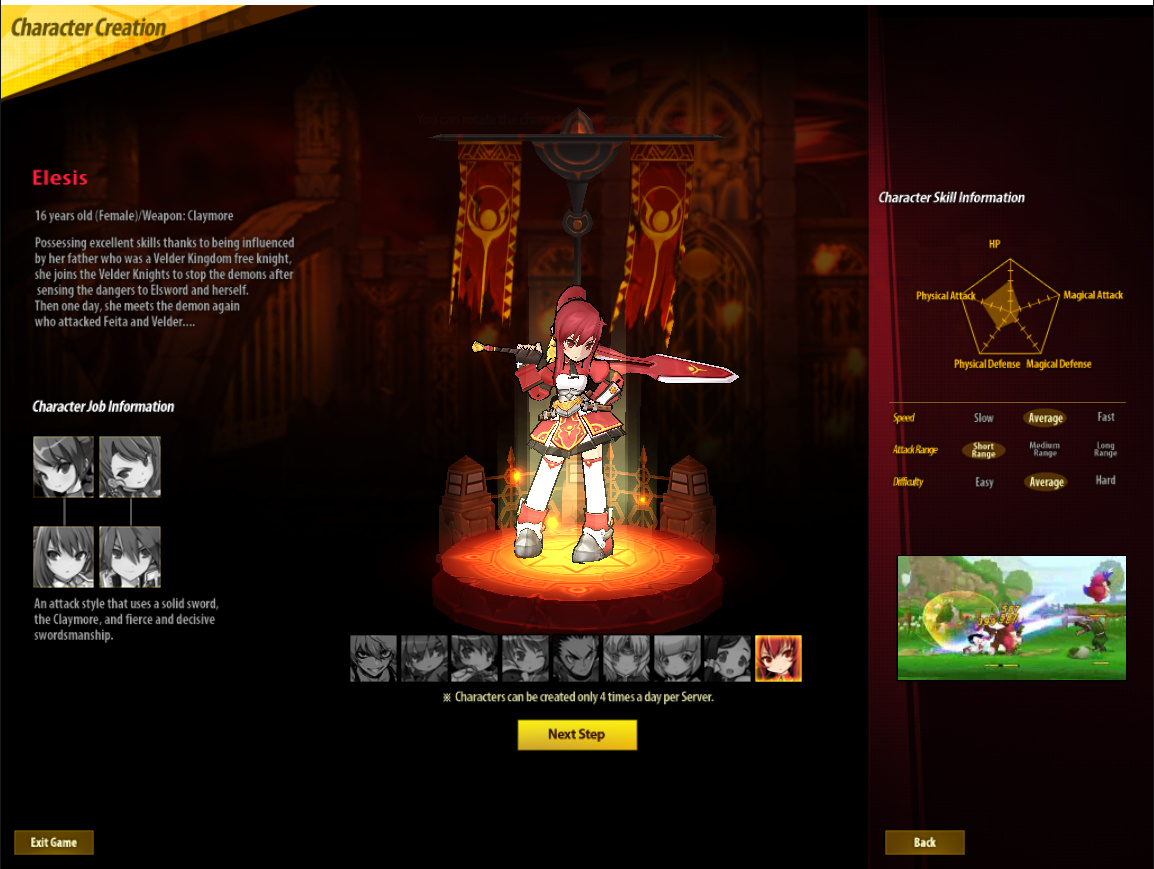 Character Creation
Elesis
16 years old (Female)/Weapon: Claymore
Possessing excellent skills thanks to being influenced
by her father who was a Velder Kingdom free knight,
she joins the Velder Knights to stop the demons after
sensing the dangers to Elsword and herself.
Then one day, she meets the demon again
who attacked Feita and Velder....
Character Job Information
An attack style that uses a solid sword,
the Claymore, and fierce and decisive
swordsmanship.
※ Characters can be created only 4 times a day per Server.
Next Step
Exit Game
Character Skill Information
HP
Physical Attack
Magical Attack
Physical Defense
Magical Defense
Speed Slow Average Fast
Attack Range Short Range Medium Range Long Range
Difficulty Easy Average Hard
Back